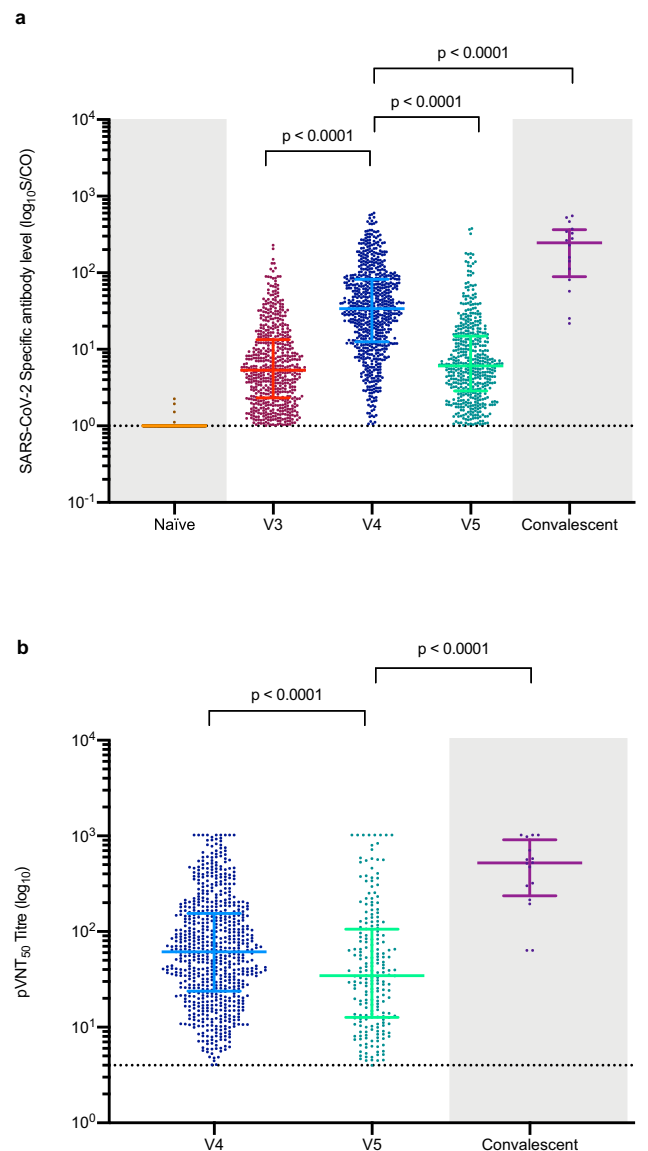 a
p < 0.0001
p < 0.0001
p < 0.0001
SARS-CoV-2 Specific antibody level (log₁₀S/CO)
10⁴
10³
10²
10¹
10⁰
10⁻¹
Naïve V3 V4 V5 Convalescent
b
p < 0.0001
p < 0.0001
pVNT₅₀ Titre (log₁₀)
10⁴
10³
10²
10¹
10⁰
V4 V5 Convalescent